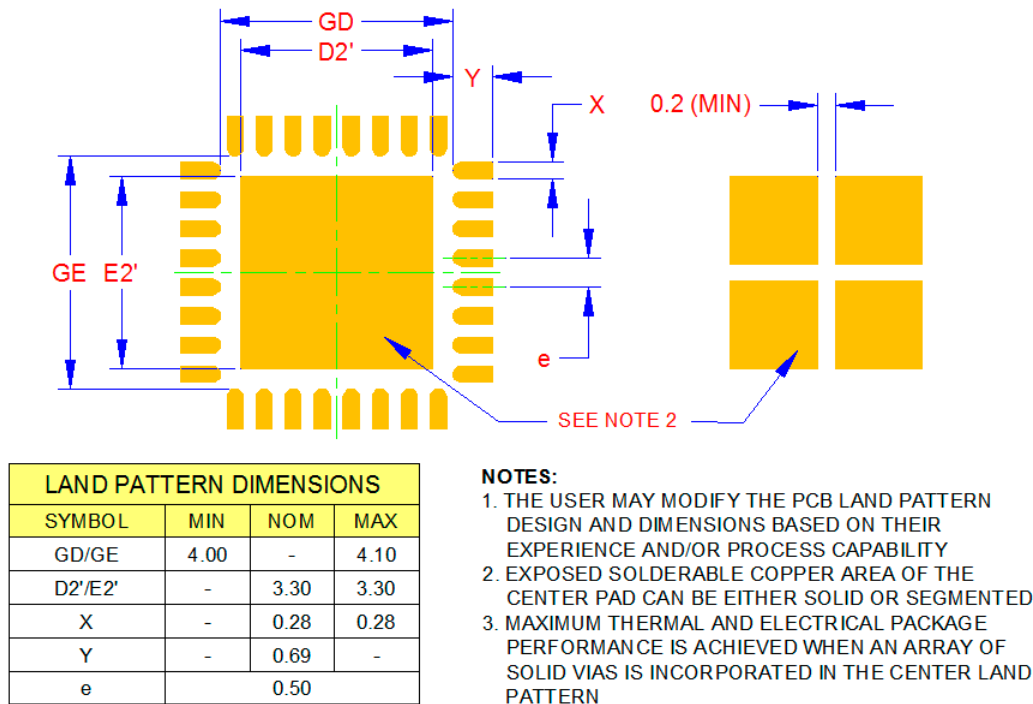 GD
D2'
Y
X
0.2 (MIN)
GE
E2'
e
SEE NOTE 2
LAND PATTERN DIMENSIONS
SYMBOL MIN NOM MAX
GD/GE 4.00 - 4.10
D2'/E2' - 3.30 3.30
X - 0.28 0.28
Y - 0.69 -
e 0.50
NOTES:
1. THE USER MAY MODIFY THE PCB LAND PATTERN
DESIGN AND DIMENSIONS BASED ON THEIR
EXPERIENCE AND/OR PROCESS CAPABILITY
2. EXPOSED SOLDERABLE COPPER AREA OF THE
CENTER PAD CAN BE EITHER SOLID OR SEGMENTED
3. MAXIMUM THERMAL AND ELECTRICAL PACKAGE
PERFORMANCE IS ACHIEVED WHEN AN ARRAY OF
SOLID VIAS IS INCORPORATED IN THE CENTER LAND
PATTERN